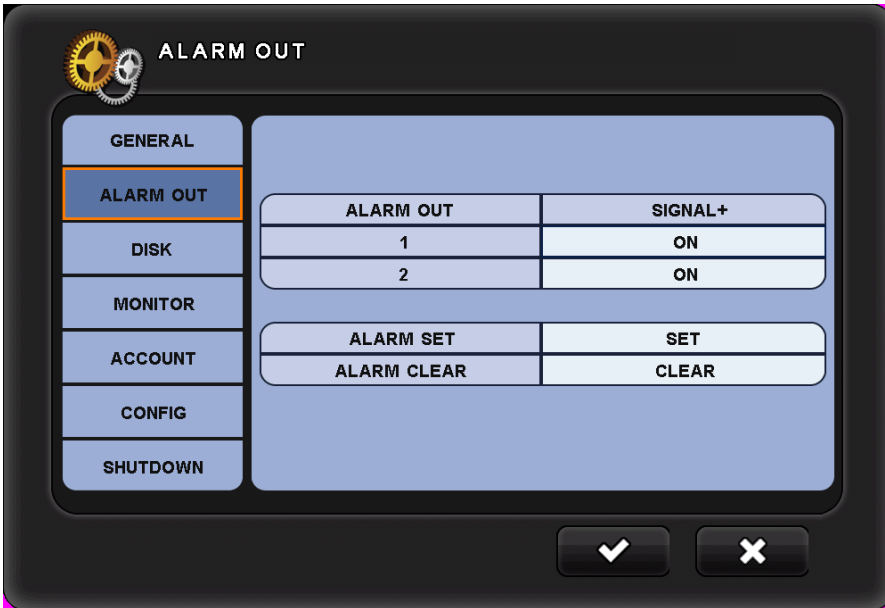 ALARM OUT
GENERAL
ALARM OUT
DISK
MONITOR
ACCOUNT
CONFIG
SHUTDOWN
ALARM OUT SIGNAL+
1 ON
2 ON
ALARM SET SET
ALARM CLEAR CLEAR